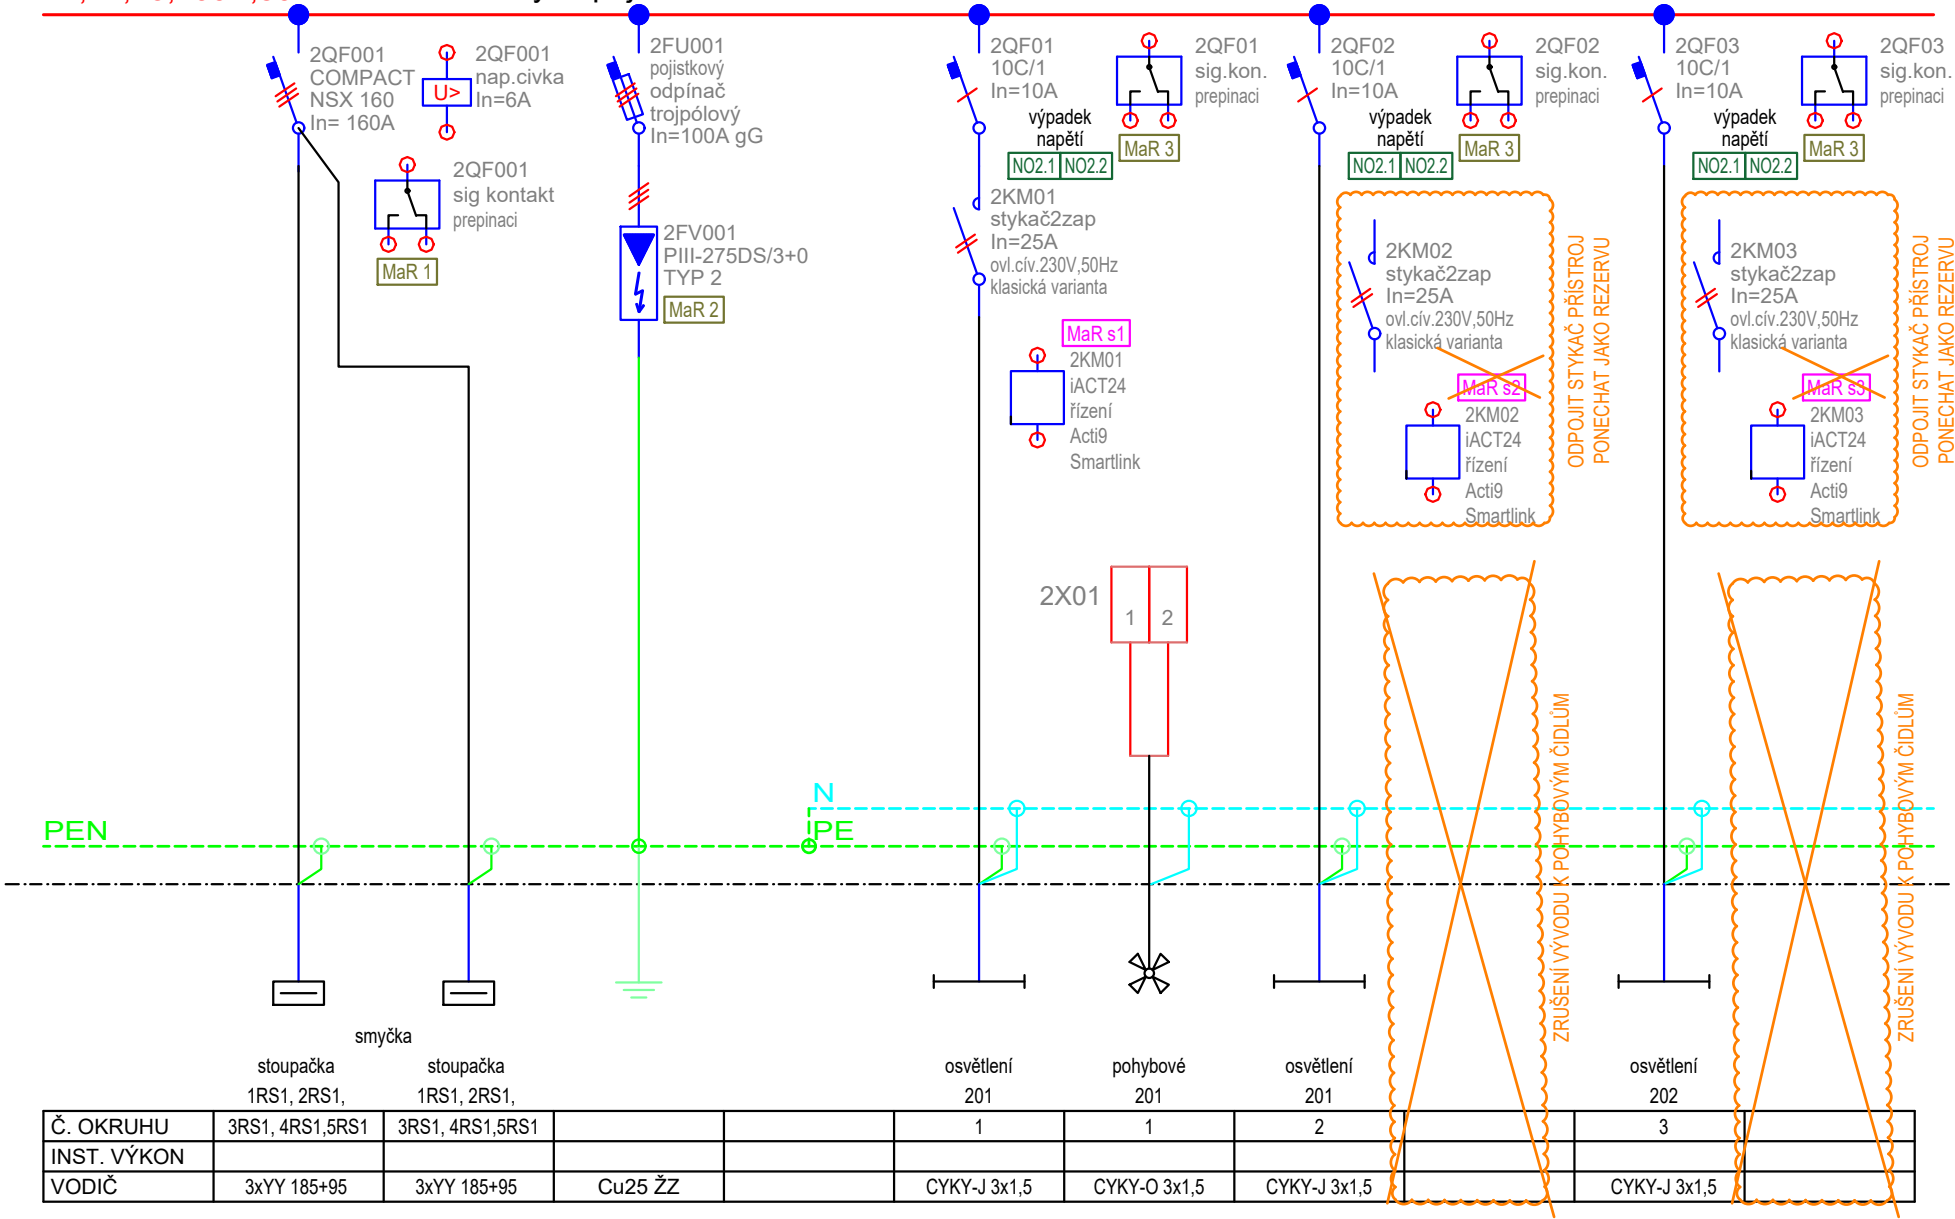 2QF001
COMPACT
NSX 160
In= 160A
2QF001
nap.civka
In=6A
U>
2QF001
sig kontakt
prepinaci
MaR 1
2FU001
pojistkový
odpínač
trojpólový
In=100A gG
2FV001
PIII-275DS/3+0
TYP 2
MaR 2
2QF01
10C/1
In=10A
výpadek
napětí
NO2.1 NO2.2
2QF01
sig.kon.
prepinaci
MaR 3
2KM01
stykač2zap
In=25A
ovl.cív.230V,50Hz
klasická varianta
MaR s1
2KM01
iACT24
řízení
Acti9
Smartlink
2X01
1 2
2QF02
10C/1
In=10A
výpadek
napětí
NO2.1 NO2.2
2QF02
sig.kon.
prepinaci
MaR 3
2KM02
stykač2zap
In=25A
ovl.cív.230V,50Hz
klasická varianta
MaR s2
2KM02
iACT24
řízení
Acti9
Smartlink
ODPOJIT STYKAČ PŘÍSTROJ
PONECHAT JAKO REZERVU
ZRUŠENÍ VÝVODU K POHYBOVÝM ČIDLŮM
2QF03
10C/1
In=10A
výpadek
napětí
NO2.1 NO2.2
2QF03
sig.kon.
prepinaci
MaR 3
2KM03
stykač2zap
In=25A
ovl.cív.230V,50Hz
klasická varianta
MaR s3
2KM03
iACT24
řízení
Acti9
Smartlink
ODPOJIT STYKAČ PŘÍSTROJ
PONECHAT JAKO REZERVU
ZRUŠENÍ VÝVODU K POHYBOVÝM ČIDLŮM
N
PEN
PE
smyčka
stoupačka stoupačka osvětlení pohybové osvětlení osvětlení
1RS1, 2RS1, 1RS1, 2RS1, 201 201 201 202
Č. OKRUHU 3RS1, 4RS1,5RS1 3RS1, 4RS1,5RS1 1 1 2 3
INST. VÝKON
VODIČ 3xYY 185+95 3xYY 185+95 Cu25 ŽZ CYKY-J 3x1,5 CYKY-O 3x1,5 CYKY-J 3x1,5 CYKY-J 3x1,5